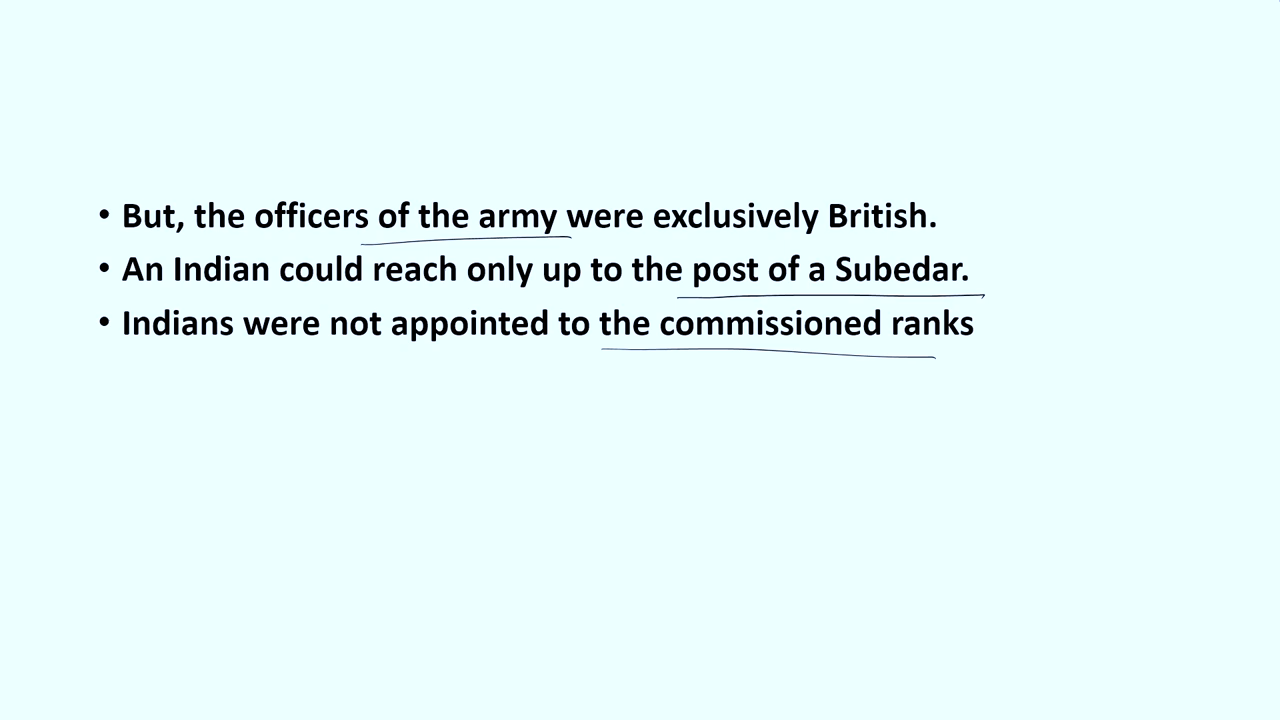 • But, the officers of the army were exclusively British.
• An Indian could reach only up to the post of a Subedar.
• Indians were not appointed to the commissioned ranks